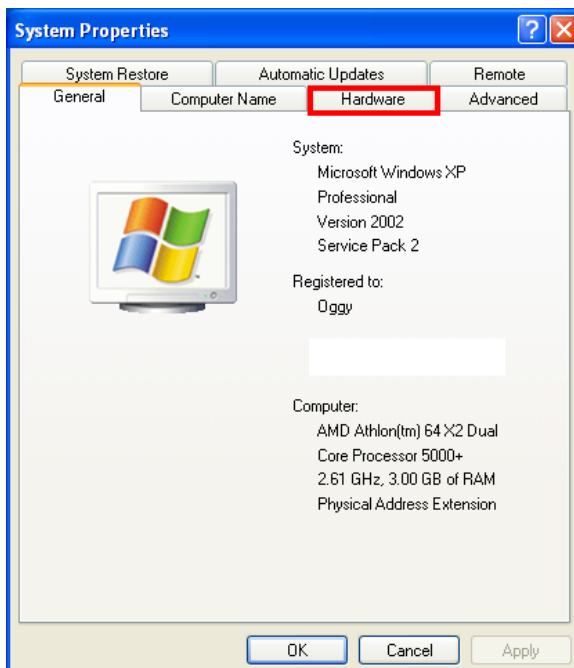 System Properties
System Restore Automatic Updates Remote
General Computer Name Hardware Advanced
System:
Microsoft Windows XP
Professional
Version 2002
Service Pack 2
Registered to:
Oggy
Computer:
AMD Athlon(tm) 64 X2 Dual
Core Processor 5000+
2.61 GHz, 3.00 GB of RAM
Physical Address Extension
OK Cancel Apply